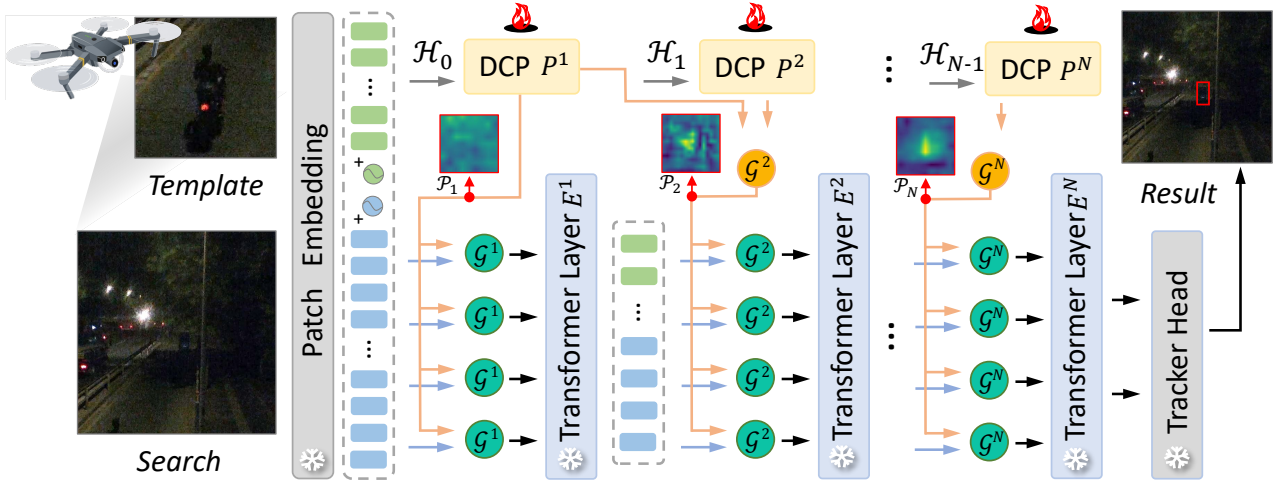 Template
Search
Patch Embedding
...
+
+
...
ℋ₀
DCP P¹
𝒫₁
𝒢¹
𝒢¹
𝒢¹
𝒢¹
Transformer Layer E¹
ℋ₁
DCP P²
𝒫₂
𝒢²
...
𝒢²
𝒢²
𝒢²
𝒢²
Transformer Layer E²
...
...
ℋN-1
DCP Pᴺ
𝒫N
𝒢ᴺ
𝒢ᴺ
𝒢ᴺ
𝒢ᴺ
𝒢ᴺ
Transformer Layer Eᴺ
Tracker Head
Result